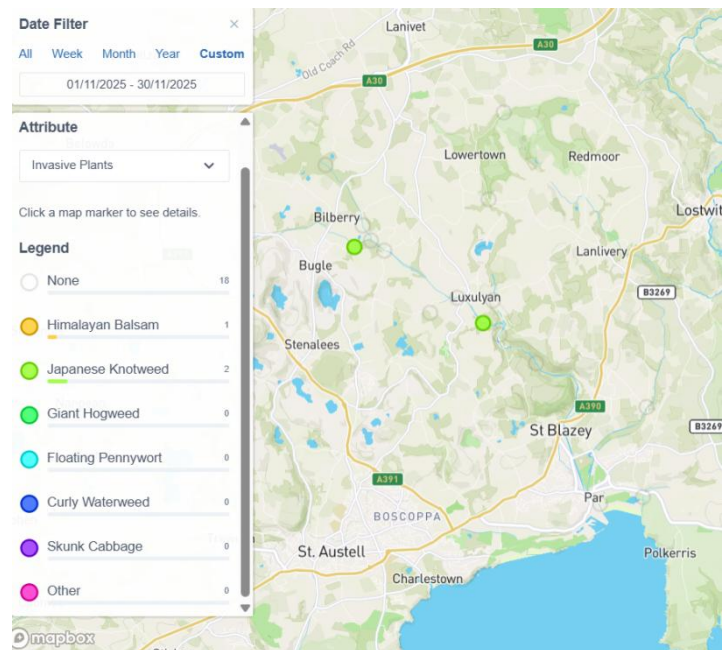 Date Filter ×
All Week Month Year Custom
01/11/2025 - 30/11/2025
Attribute
Invasive Plants
Click a map marker to see details.
Legend
None 18
Himalayan Balsam 1
Japanese Knotweed 2
Giant Hogweed 0
Floating Pennywort 0
Curly Waterweed 0
Skunk Cabbage 0
Other 0
mapbox
Lanivet
Old Coach Rd
A30
A30
Lowertown
Redmoor
Lostwit
Bilberry
Lanlivery
Bugle
B3269
Luxulyan
Stenalees
A390
St Blazey
B3269
A391
Par
BOSCOPPA
St. Austell
Polkerris
Charlestown